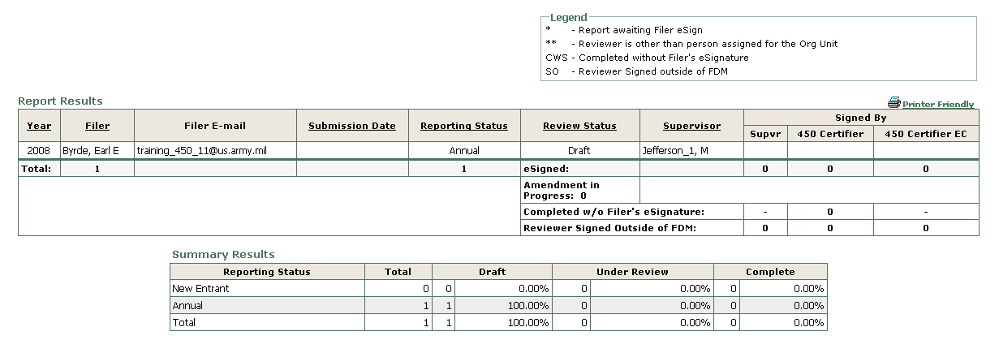 Legend
* - Report awaiting Filer eSign
** - Reviewer is other than person assigned for the Org Unit
CWS - Completed without Filer's eSignature
SO - Reviewer Signed outside of FDM
Report Results
Printer Friendly
Year Filer Filer E-mail Submission Date Reporting Status Review Status Supervisor Signed By
Supvr 450 Certifier 450 Certifier EC
2008 Byrde, Earl E training_450_11@us.army.mil Annual Draft Jefferson_1, M
Total: 1 1 eSigned: 0 0 0
Amendment in
Progress: 0
Completed w/o Filer's eSignature: - 0 -
Reviewer Signed Outside of FDM: 0 0 0
Summary Results
Reporting Status Total Draft Under Review Complete
New Entrant 0 0 0.00% 0 0.00% 0 0.00%
Annual 1 1 100.00% 0 0.00% 0 0.00%
Total 1 1 100.00% 0 0.00% 0 0.00%